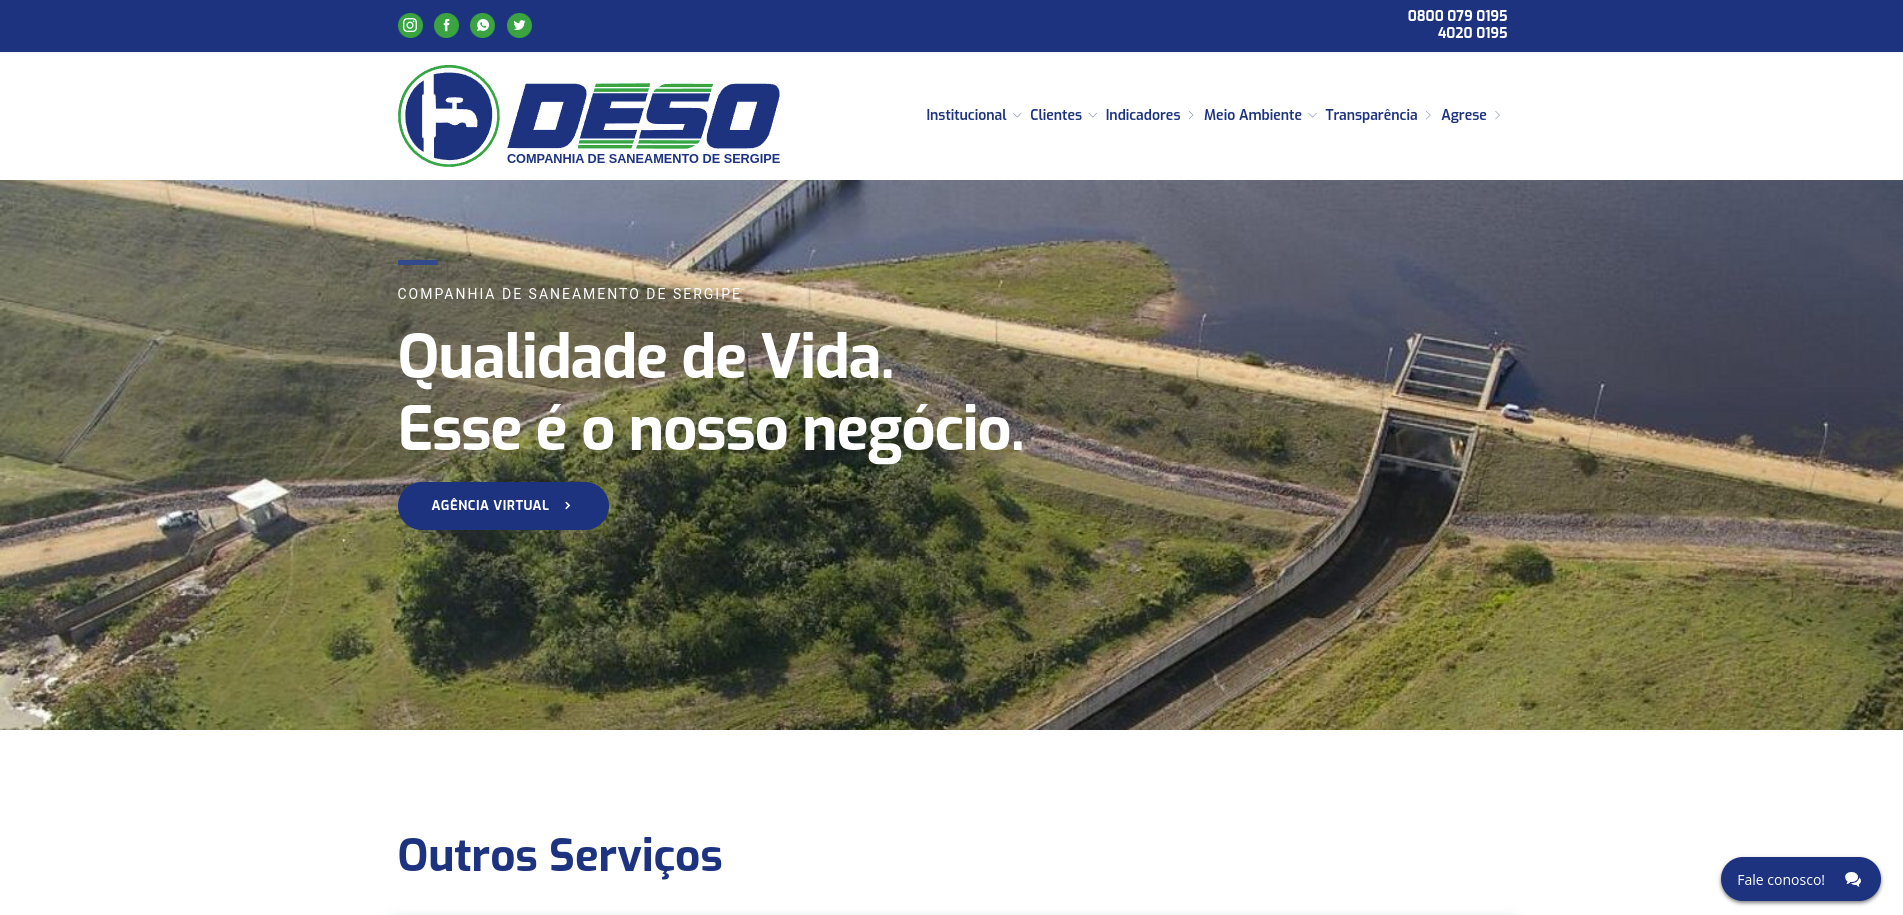 0800 079 0195
4020 0195
DESO
COMPANHIA DE SANEAMENTO DE SERGIPE
Institucional Clientes Indicadores Meio Ambiente Transparência Agrese
COMPANHIA DE SANEAMENTO DE SERGIPE
Qualidade de Vida.
Esse é o nosso negócio.
AGÊNCIA VIRTUAL
Outros Serviços
Fale conosco!